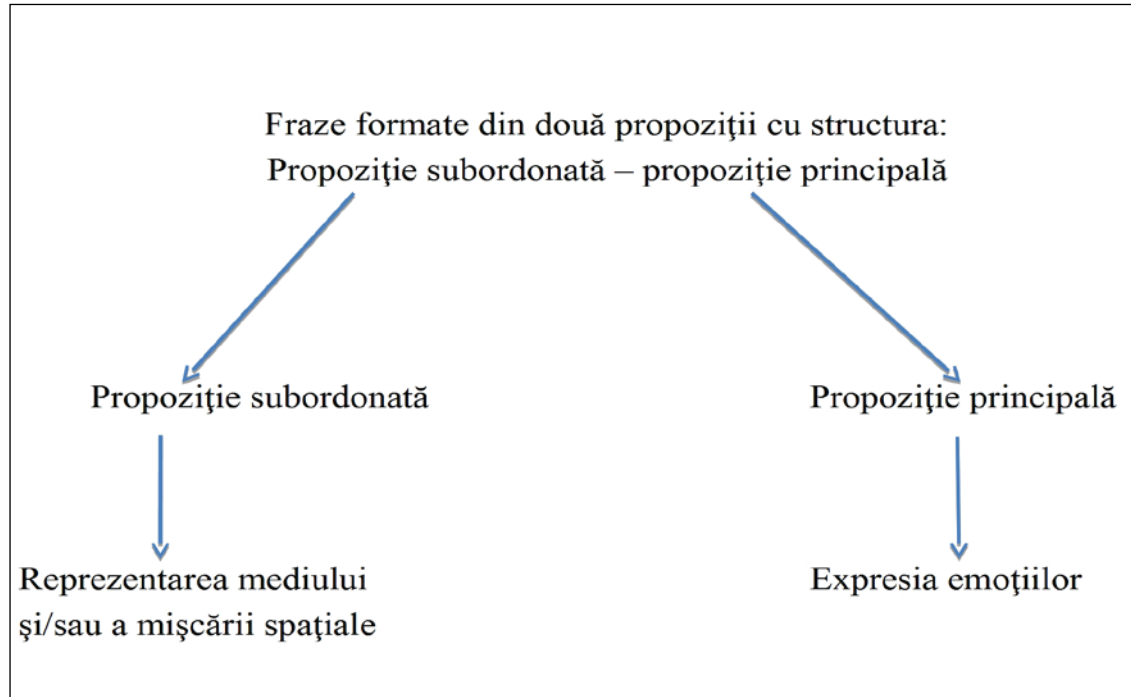 Fraze formate din două propoziţii cu structura:
Propoziţie subordonată – propoziţie principală
Propoziţie subordonată
Propoziţie principală
Reprezentarea mediului
şi/sau a mişcării spaţiale
Expresia emoţiilor